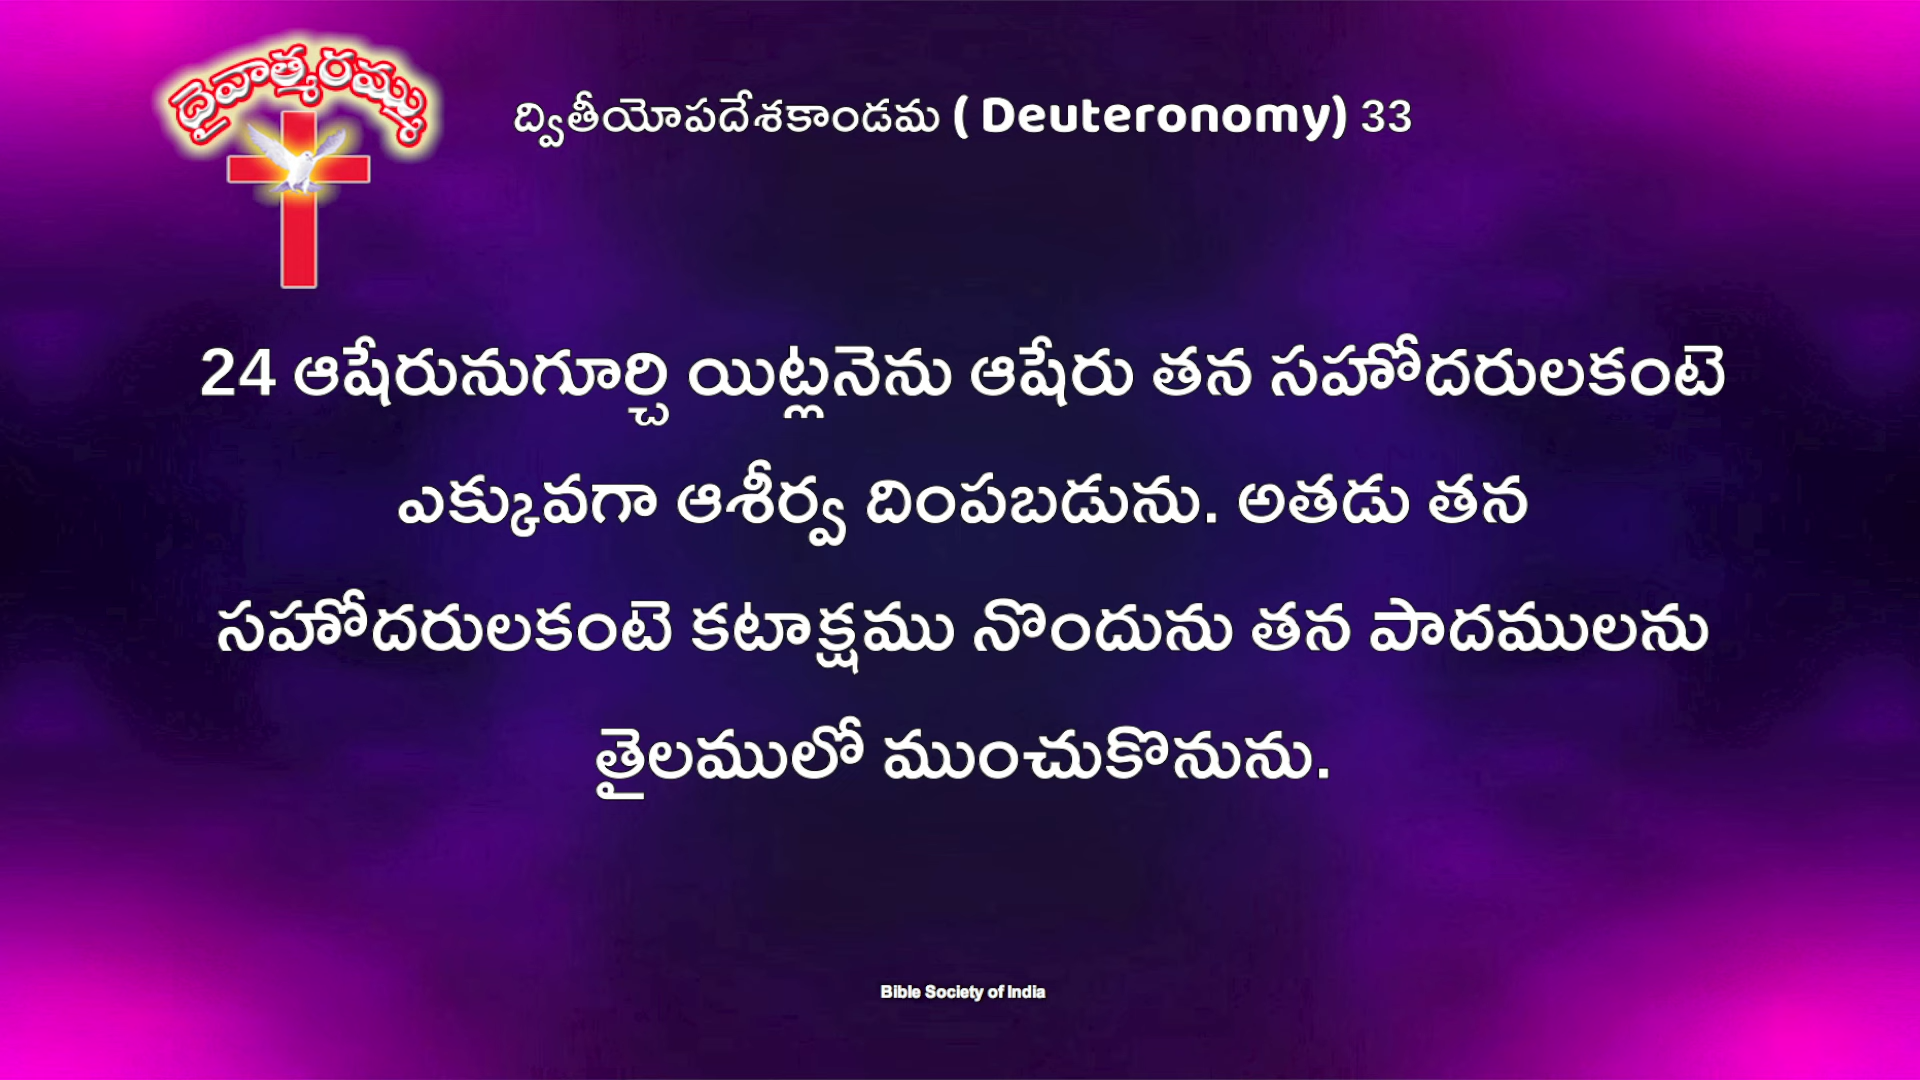 దైవాత్మరమ్ము
ద్వితీయోపదేశకాండమ ( Deuteronomy) 33
24 ఆషేరునుగూర్చి యిట్లనెను ఆషేరు తన సహోదరులకంటె
ఎక్కువగా ఆశీర్వ దింపబడును. అతడు తన
సహోదరులకంటె కటాక్షము నొందును తన పాదములను
తైలములో ముంచుకొనును.
Bible Society of India